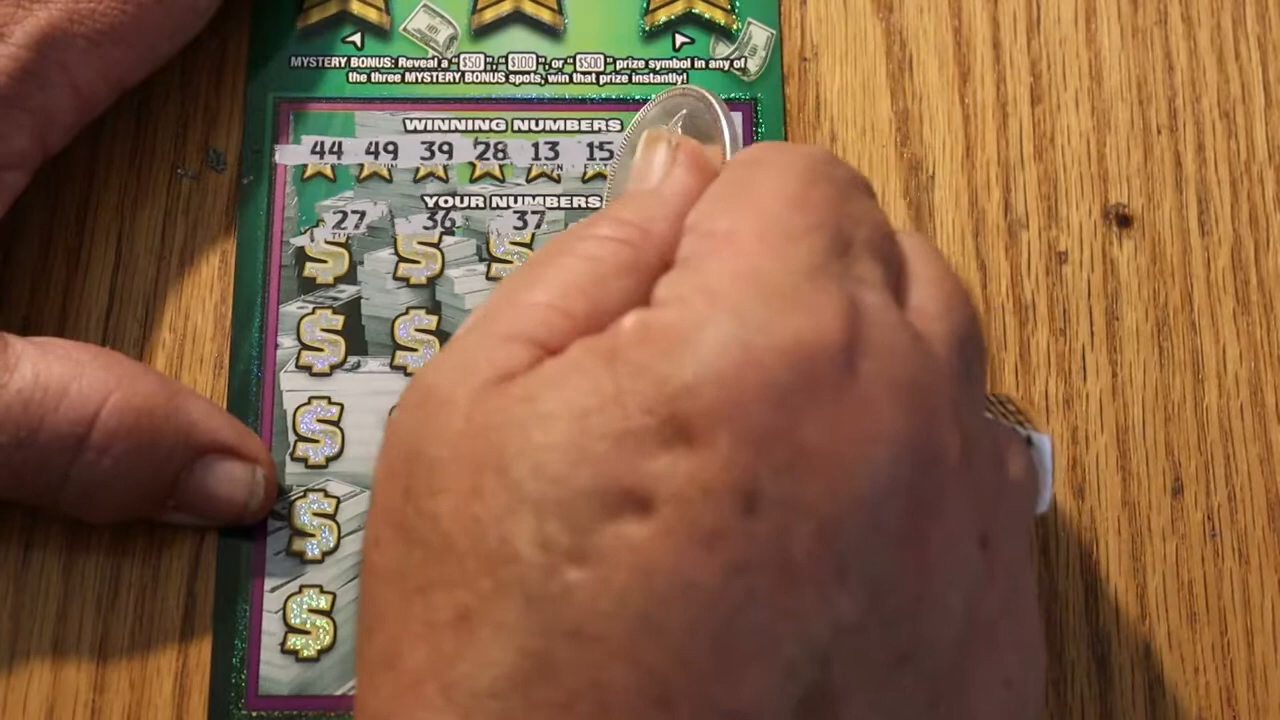 MYSTERY BONUS: Reveal a "$50", "$100", or "$500" prize symbol in any of
the three MYSTERY BONUS spots, win that prize instantly!
WINNING NUMBERS
44 49 39 28 13 15
YOUR NUMBERS
27 36 37